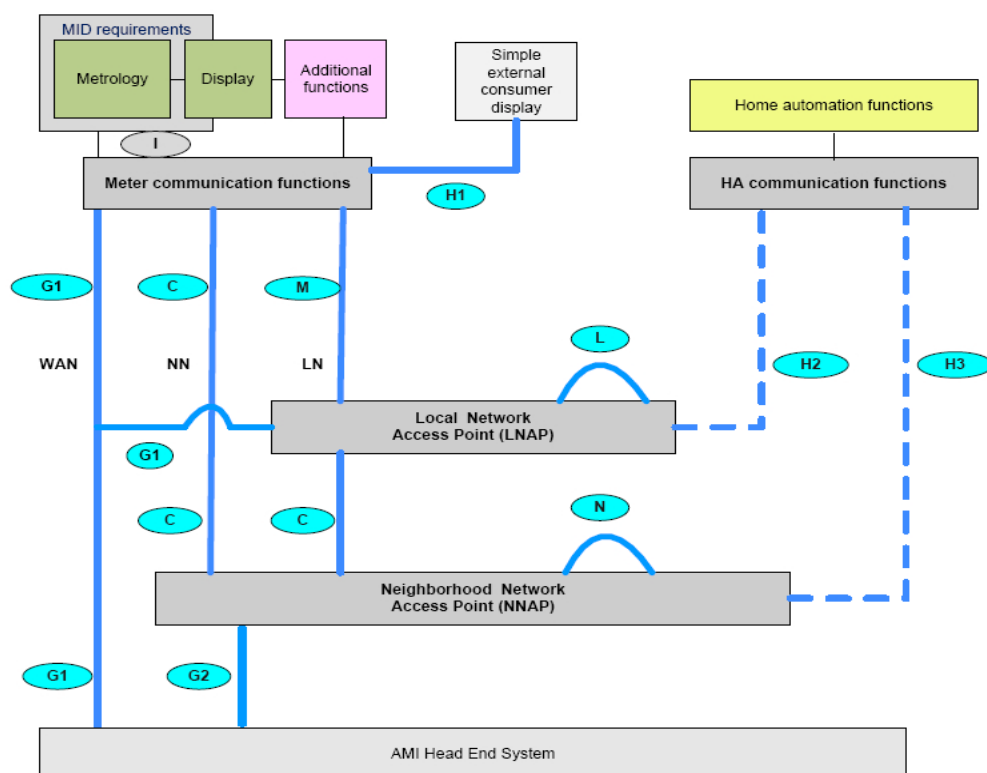 MID requirements
Metrology
Display
Additional
functions
Simple
external
consumer
display
Home automation functions
I
Meter communication functions
HA communication functions
H1
G1
C
M
WAN
NN
LN
L
H2
H3
Local Network
Access Point (LNAP)
G1
C
C
N
Neighborhood Network
Access Point (NNAP)
G1
G2
AMI Head End System